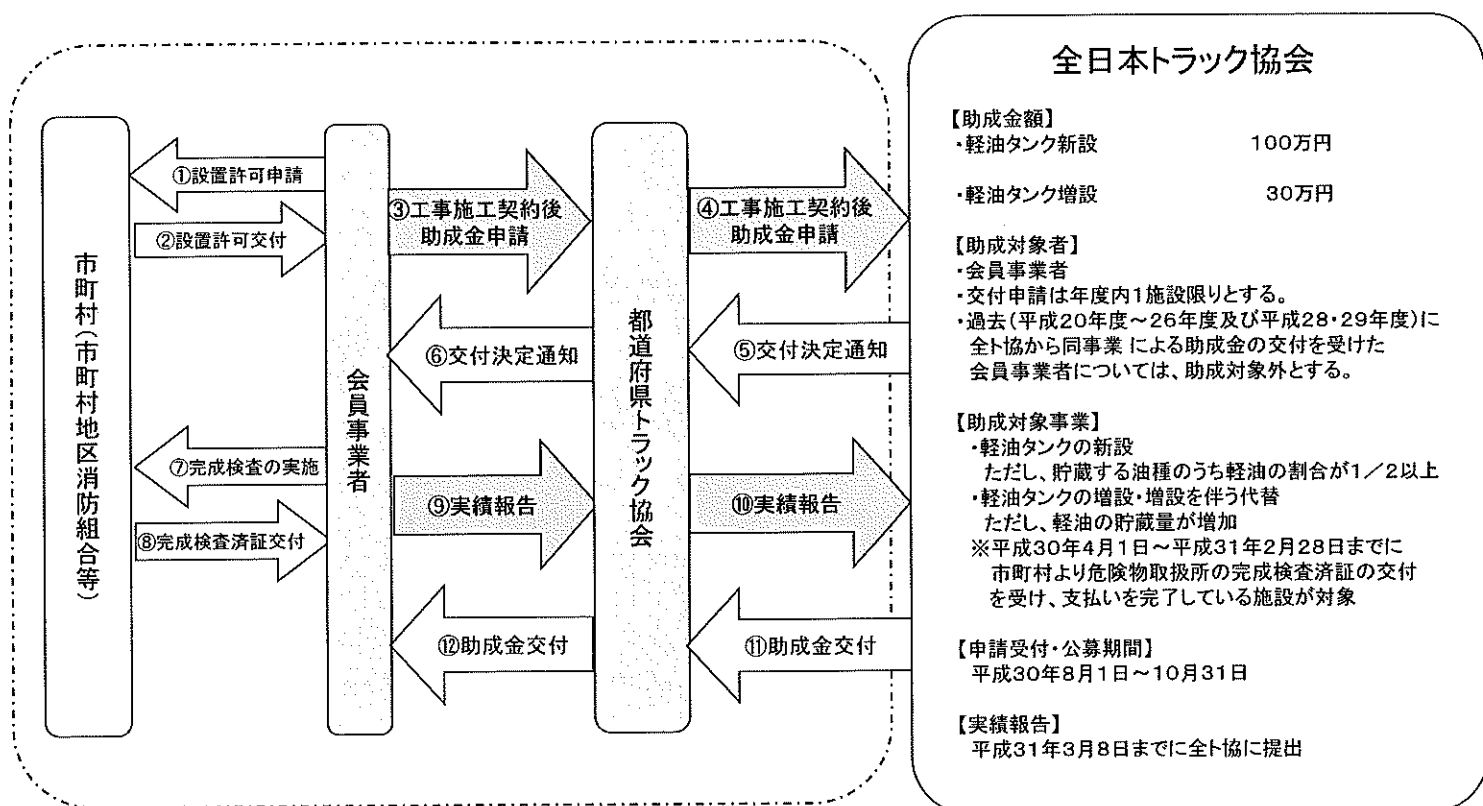 市町村(市町村地区消防組合等)
①設置許可申請
②設置許可交付
⑦完成検査の実施
⑧完成検査済証交付
会員事業者
③工事施工契約後
助成金申請
⑥交付決定通知
⑨実績報告
⑫助成金交付
都道府県トラック協会
④工事施工契約後
助成金申請
⑤交付決定通知
⑩実績報告
⑪助成金交付
全日本トラック協会
【助成金額】
・軽油タンク新設 100万円
・軽油タンク増設 30万円
【助成対象者】
・会員事業者
・交付申請は年度内1施設限りとする。
・過去(平成20年度~26年度及び平成28・29年度)に
全ト協から同事業 による助成金の交付を受けた
会員事業者については、助成対象外とする。
【助成対象事業】
・軽油タンクの新設
ただし、貯蔵する油種のうち軽油の割合が1/2以上
・軽油タンクの増設・増設を伴う代替
ただし、軽油の貯蔵量が増加
※平成30年4月1日~平成31年2月28日までに
市町村より危険物取扱所の完成検査済証の交付
を受け、支払いを完了している施設が対象
【申請受付・公募期間】
平成30年8月1日~10月31日
【実績報告】
平成31年3月8日までに全ト協に提出